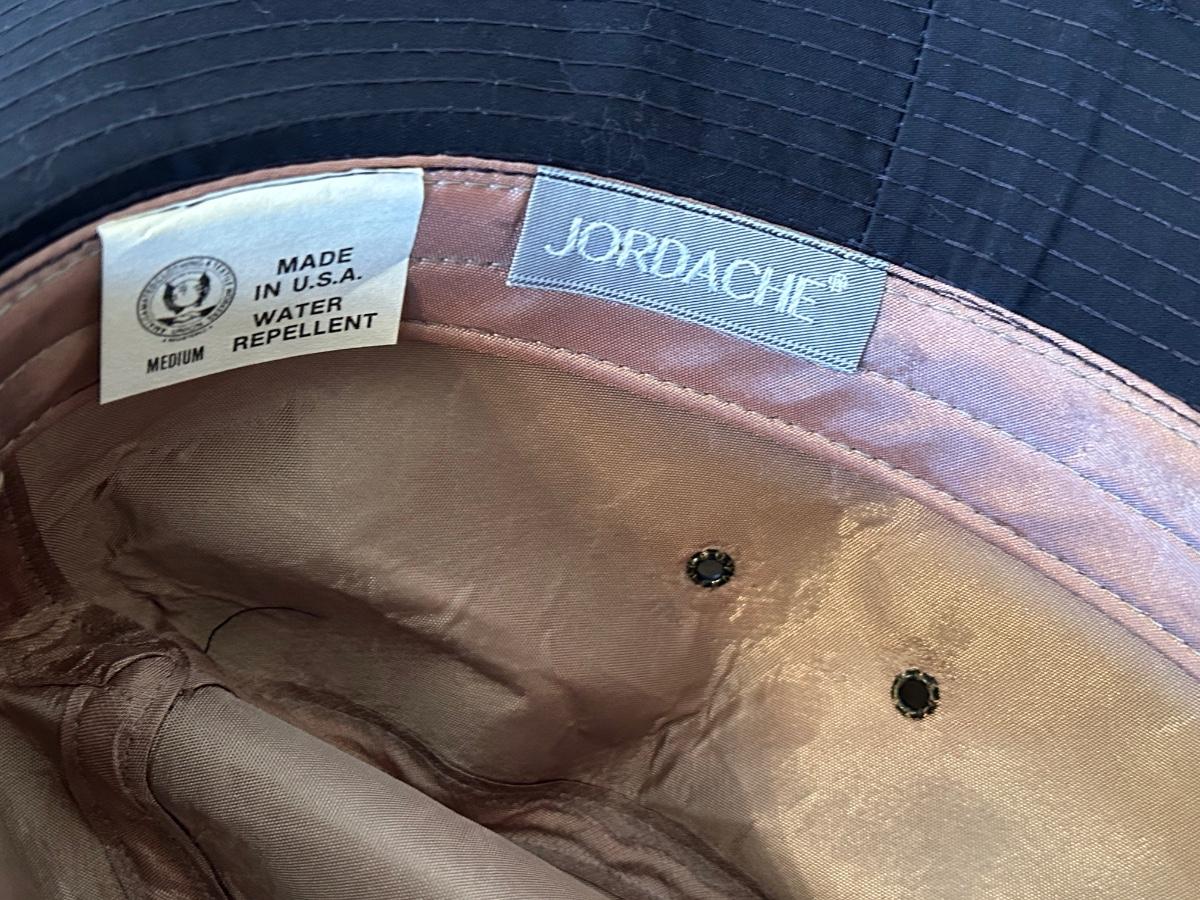 MADE
IN U.S.A.
WATER
REPELLENT
MEDIUM
JORDACHE®